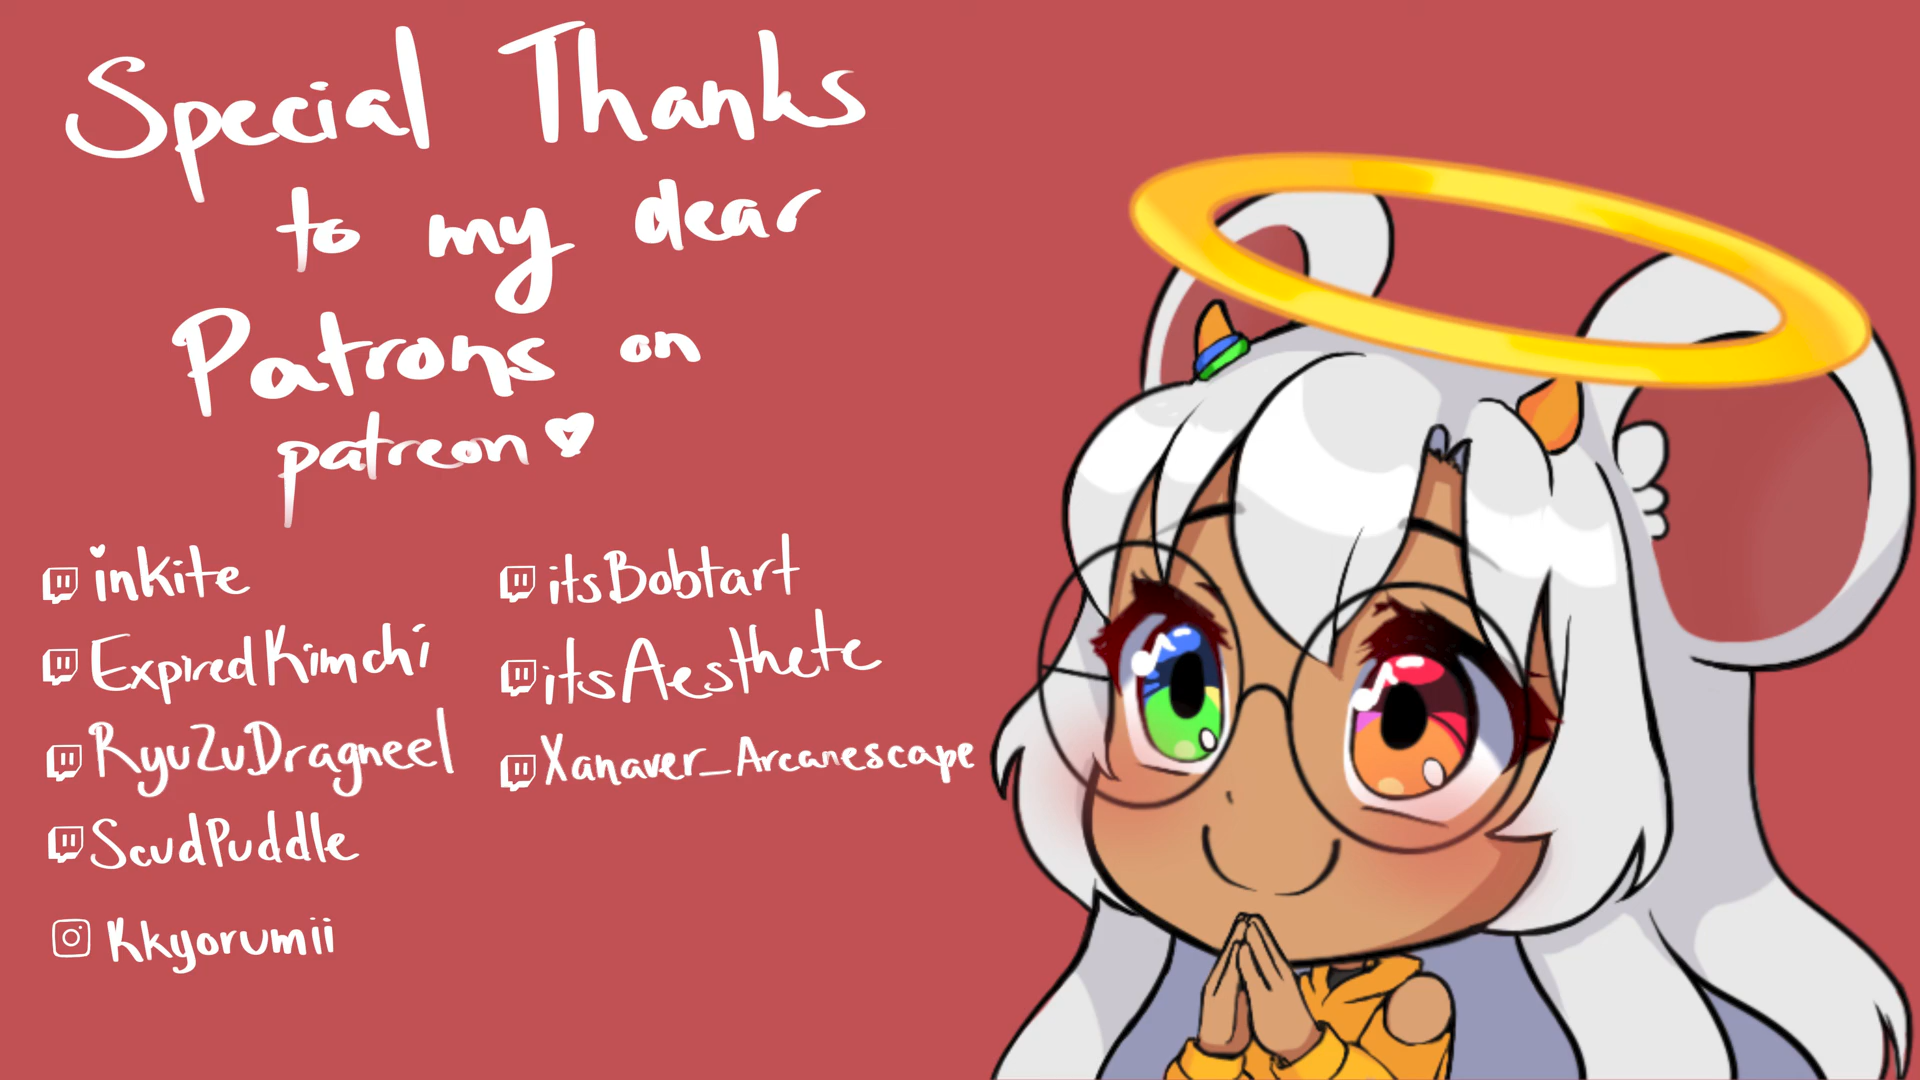 Special Thanks
to my dear
Patrons on
patreon
inkite
ExpiredKimchi
RyuZuDragneel
ScudPuddle
Kkyorumii
itsBobtart
itsAesthete
Xanaver_Arcanescape